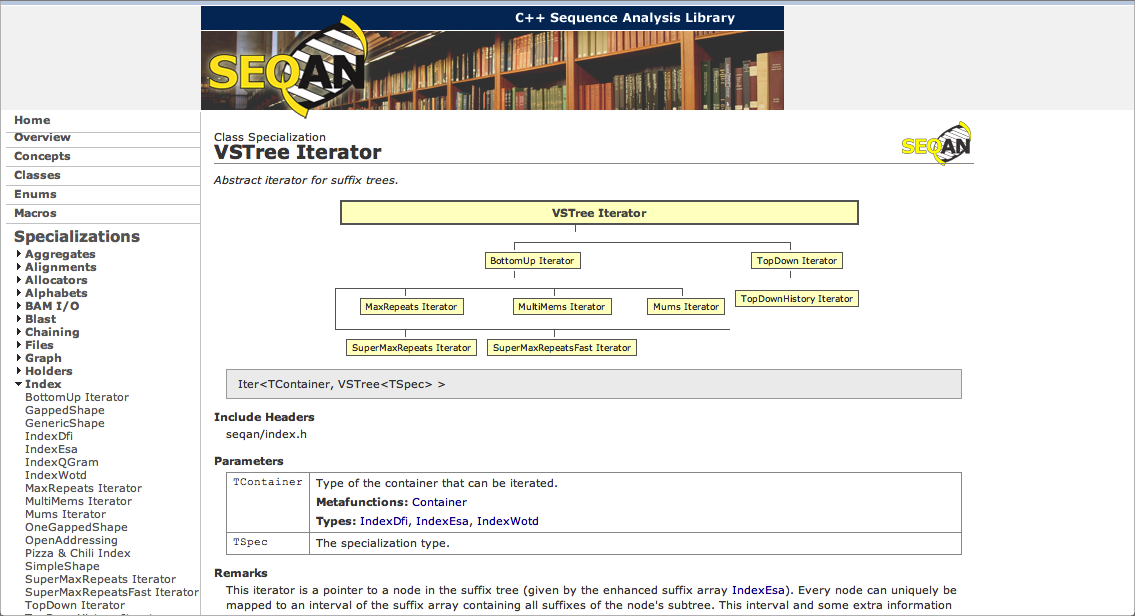 C++ Sequence Analysis Library
SEQAN
Home
Overview
Concepts
Classes
Enums
Macros
Specializations
Aggregates
Alignments
Allocators
Alphabets
BAM I/O
Blast
Chaining
Files
Graph
Holders
Index
BottomUp Iterator
GappedShape
GenericShape
IndexDfi
IndexEsa
IndexQGram
IndexWotd
MaxRepeats Iterator
MultiMems Iterator
Mums Iterator
OneGappedShape
OpenAddressing
Pizza & Chili Index
SimpleShape
SuperMaxRepeats Iterator
SuperMaxRepeatsFast Iterator
TopDown Iterator
Class Specialization
VSTree Iterator
SEQAN
Abstract iterator for suffix trees.
VSTree Iterator
BottomUp Iterator
TopDown Iterator
MaxRepeats Iterator
MultiMems Iterator
Mums Iterator
TopDownHistory Iterator
SuperMaxRepeats Iterator
SuperMaxRepeatsFast Iterator
Iter<TContainer, VSTree<TSpec> >
Include Headers
seqan/index.h
Parameters
TContainer
Type of the container that can be iterated.
Metafunctions: Container
Types: IndexDfi, IndexEsa, IndexWotd
TSpec
The specialization type.
Remarks
This iterator is a pointer to a node in the suffix tree (given by the enhanced suffix array IndexEsa). Every node can uniquely be
mapped to an interval of the suffix array containing all suffixes of the node's subtree. This interval and some extra information